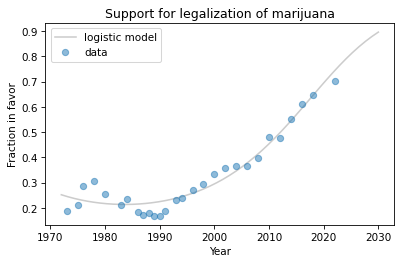 Support for legalization of marijuana
logistic model
data
Fraction in favor
0.9
0.8
0.7
0.6
0.5
0.4
0.3
0.2
1970 1980 1990 2000 2010 2020 2030
Year